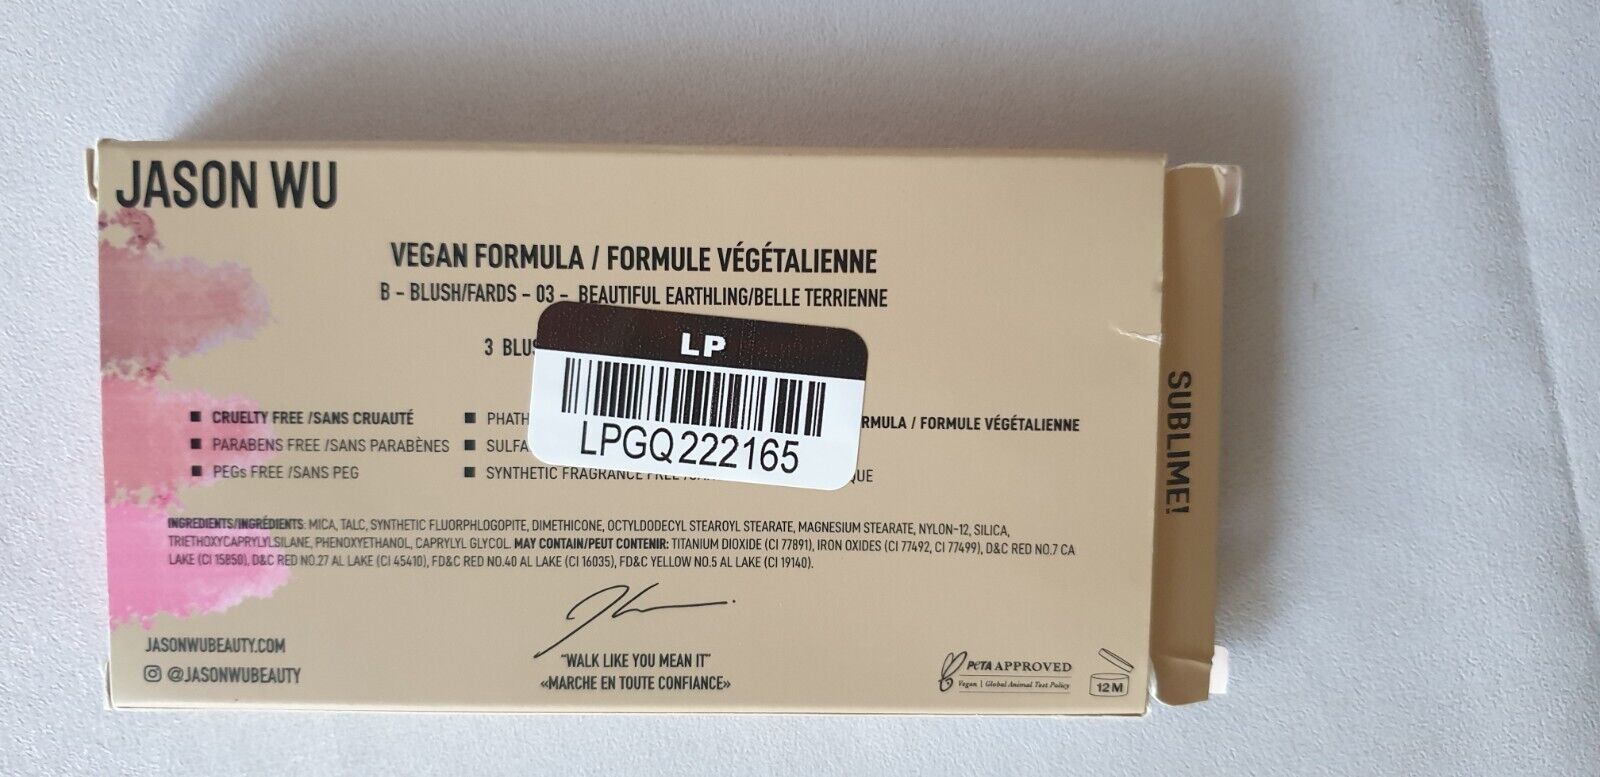 JASON WU
VEGAN FORMULA / FORMULE VÉGÉTALIENNE
B - BLUSH/FARDS - 03 - BEAUTIFUL EARTHLING/BELLE TERRIENNE
3 BLUS
LP
LPGQ222165
■ CRUELTY FREE /SANS CRUAUTÉ ■ PHATH RMULA / FORMULE VÉGÉTALIENNE
■ PARABENS FREE /SANS PARABÈNES ■ SULFA
■ PEGs FREE /SANS PEG ■ SYNTHETIC FRAGRANCE FREE QUE
INGREDIENTS/INGRÉDIENTS: MICA, TALC, SYNTHETIC FLUORPHLOGOPITE, DIMETHICONE, OCTYLDODECYL STEAROYL STEARATE, MAGNESIUM STEARATE, NYLON-12, SILICA,
TRIETHOXYCAPRYLYLSILANE, PHENOXYETHANOL, CAPRYLYL GLYCOL. MAY CONTAIN/PEUT CONTENIR: TITANIUM DIOXIDE (CI 77891), IRON OXIDES (CI 77492, CI 77499), D&C RED NO.7 CA
LAKE (CI 15850), D&C RED NO.27 AL LAKE (CI 45410), FD&C RED NO.40 AL LAKE (CI 16035), FD&C YELLOW NO.5 AL LAKE (CI 19140).
JASONWUBEAUTY.COM
@JASONWUBEAUTY
"WALK LIKE YOU MEAN IT"
«MARCHE EN TOUTE CONFIANCE»
PETA APPROVED
Vegan | Global Animal Test Policy
12 M
SUBLIME!